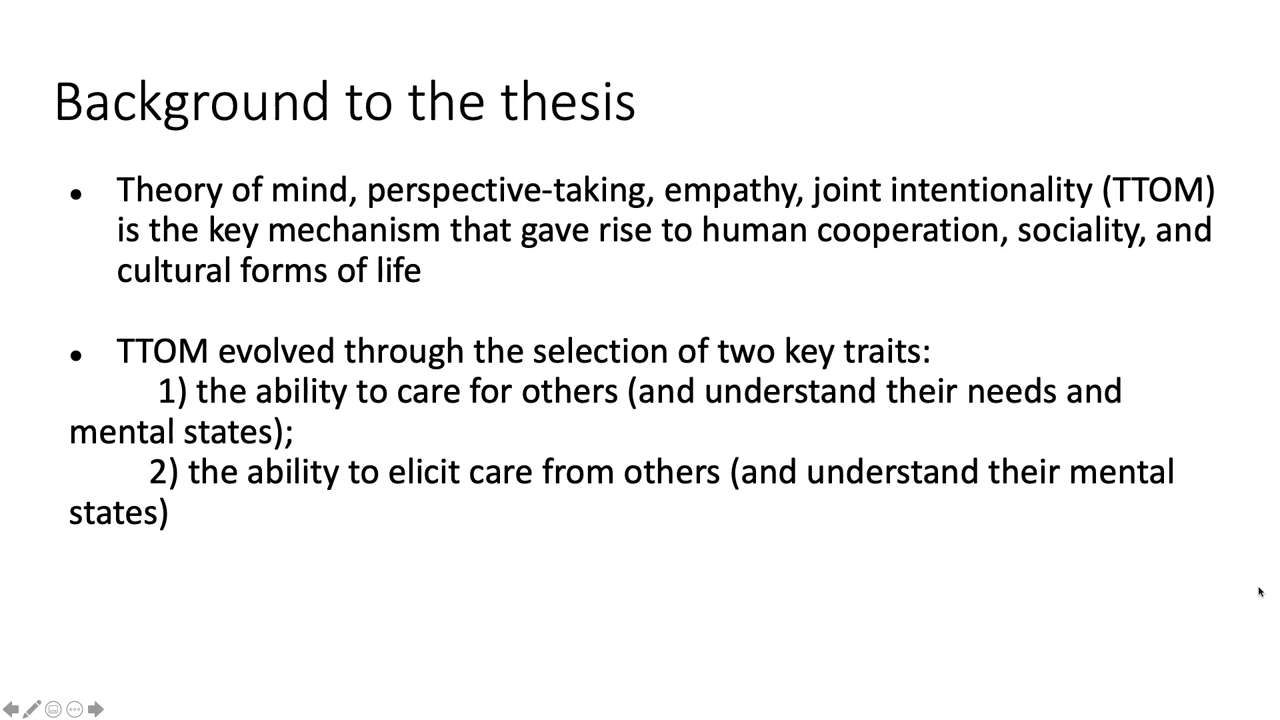 Background to the thesis
• Theory of mind, perspective-taking, empathy, joint intentionality (TTOM)
is the key mechanism that gave rise to human cooperation, sociality, and
cultural forms of life
• TTOM evolved through the selection of two key traits:
1) the ability to care for others (and understand their needs and
mental states);
2) the ability to elicit care from others (and understand their mental
states)